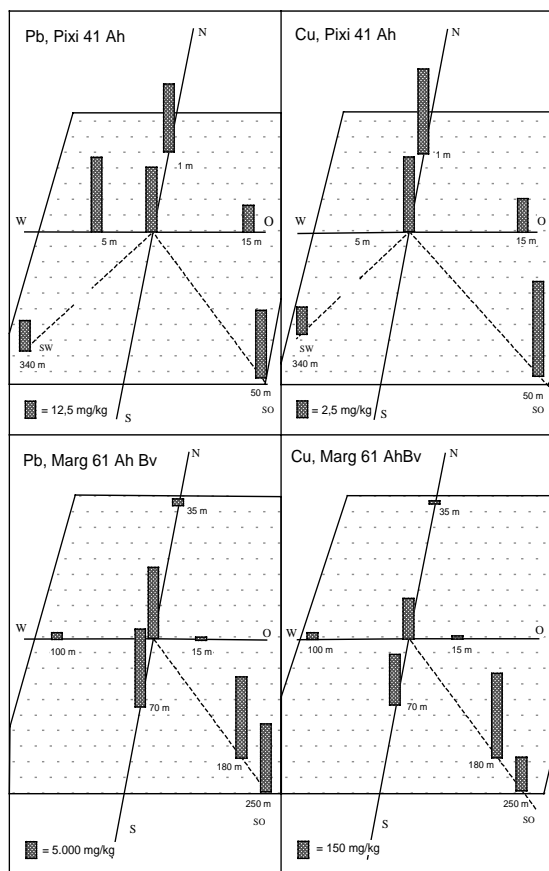 Pb, Pixi 41 Ah
N
1 m
W
5 m
15 m
O
SW
340 m
50 m
SO
S
= 12,5 mg/kg
Cu, Pixi 41 Ah
N
1 m
W
5 m
15 m
O
SW
340 m
50 m
SO
S
= 2,5 mg/kg
Pb, Marg 61 Ah Bv
N
35 m
W
100 m
15 m
O
70 m
180 m
250 m
SO
S
= 5.000 mg/kg
Cu, Marg 61 AhBv
N
35 m
W
100 m
15 m
O
70 m
180 m
250 m
SO
S
= 150 mg/kg